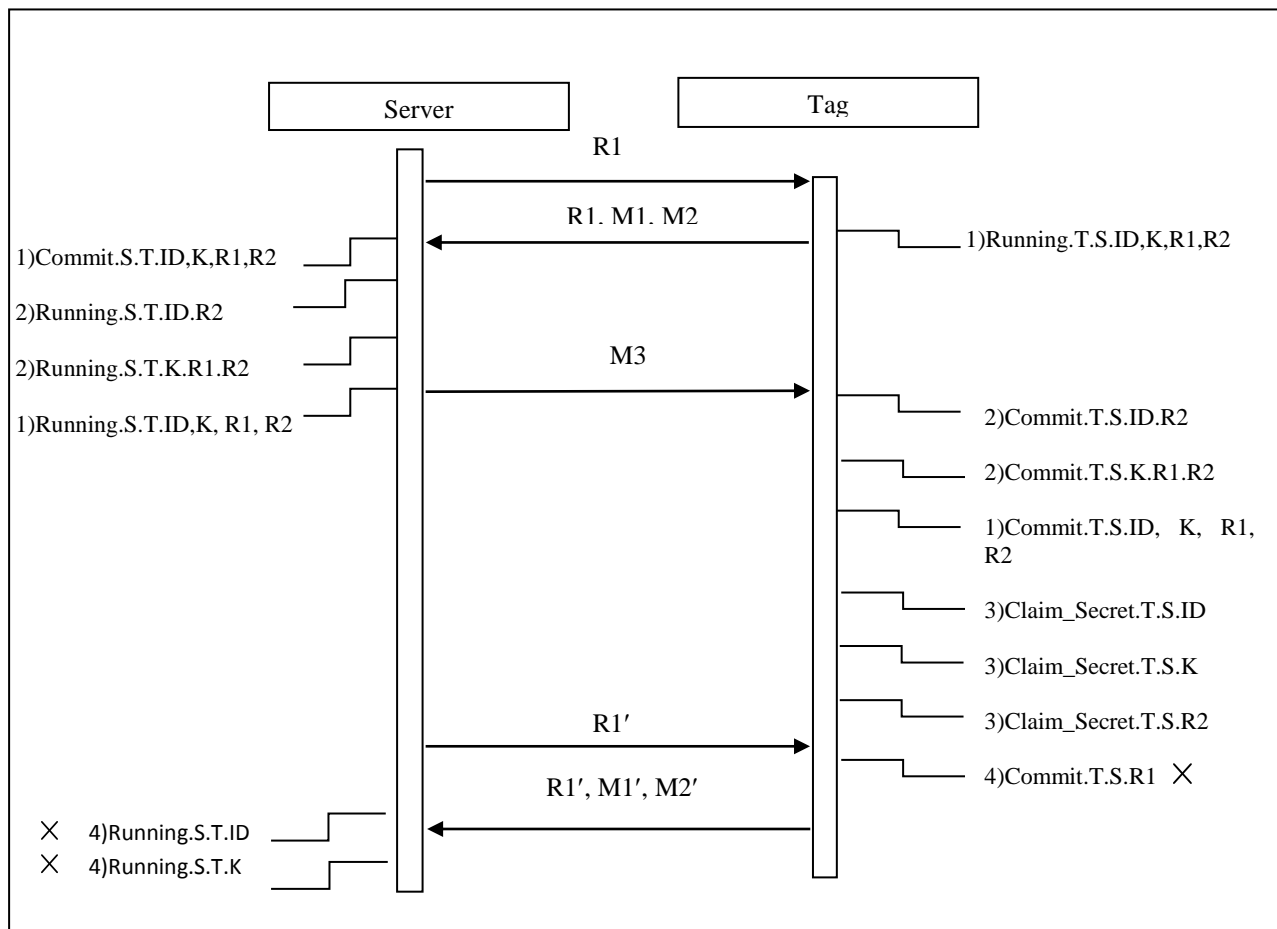 Server
Tag
R1
R1, M1, M2
1)Commit.S.T.ID,K,R1,R2
1)Running.T.S.ID,K,R1,R2
2)Running.S.T.ID.R2
2)Running.S.T.K.R1.R2
M3
1)Running.S.T.ID,K, R1, R2
2)Commit.T.S.ID.R2
2)Commit.T.S.K.R1.R2
1)Commit.T.S.ID, K, R1,
R2
3)Claim_Secret.T.S.ID
3)Claim_Secret.T.S.K
3)Claim_Secret.T.S.R2
R1′
4)Commit.T.S.R1 ×
R1′, M1′, M2′
× 4)Running.S.T.ID
× 4)Running.S.T.K